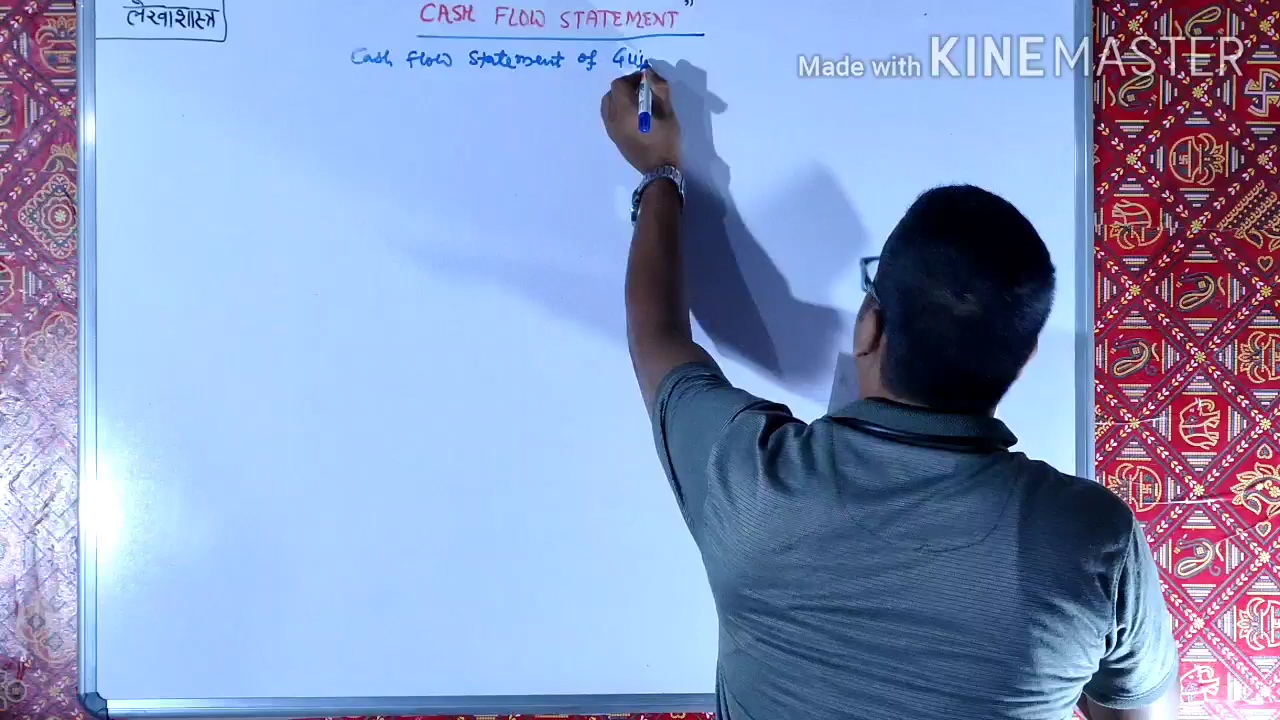 लेखाशास्त्र
CASH FLOW STATEMENT"
Cash Flow Statement of
Made with KINEMASTER